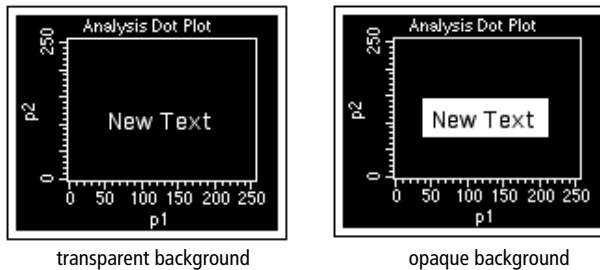 Analysis Dot Plot
250
p2
New Text
0
0 50 100 150 200 250
p1
transparent background
Analysis Dot Plot
250
p2
New Text
0
0 50 100 150 200 250
p1
opaque background